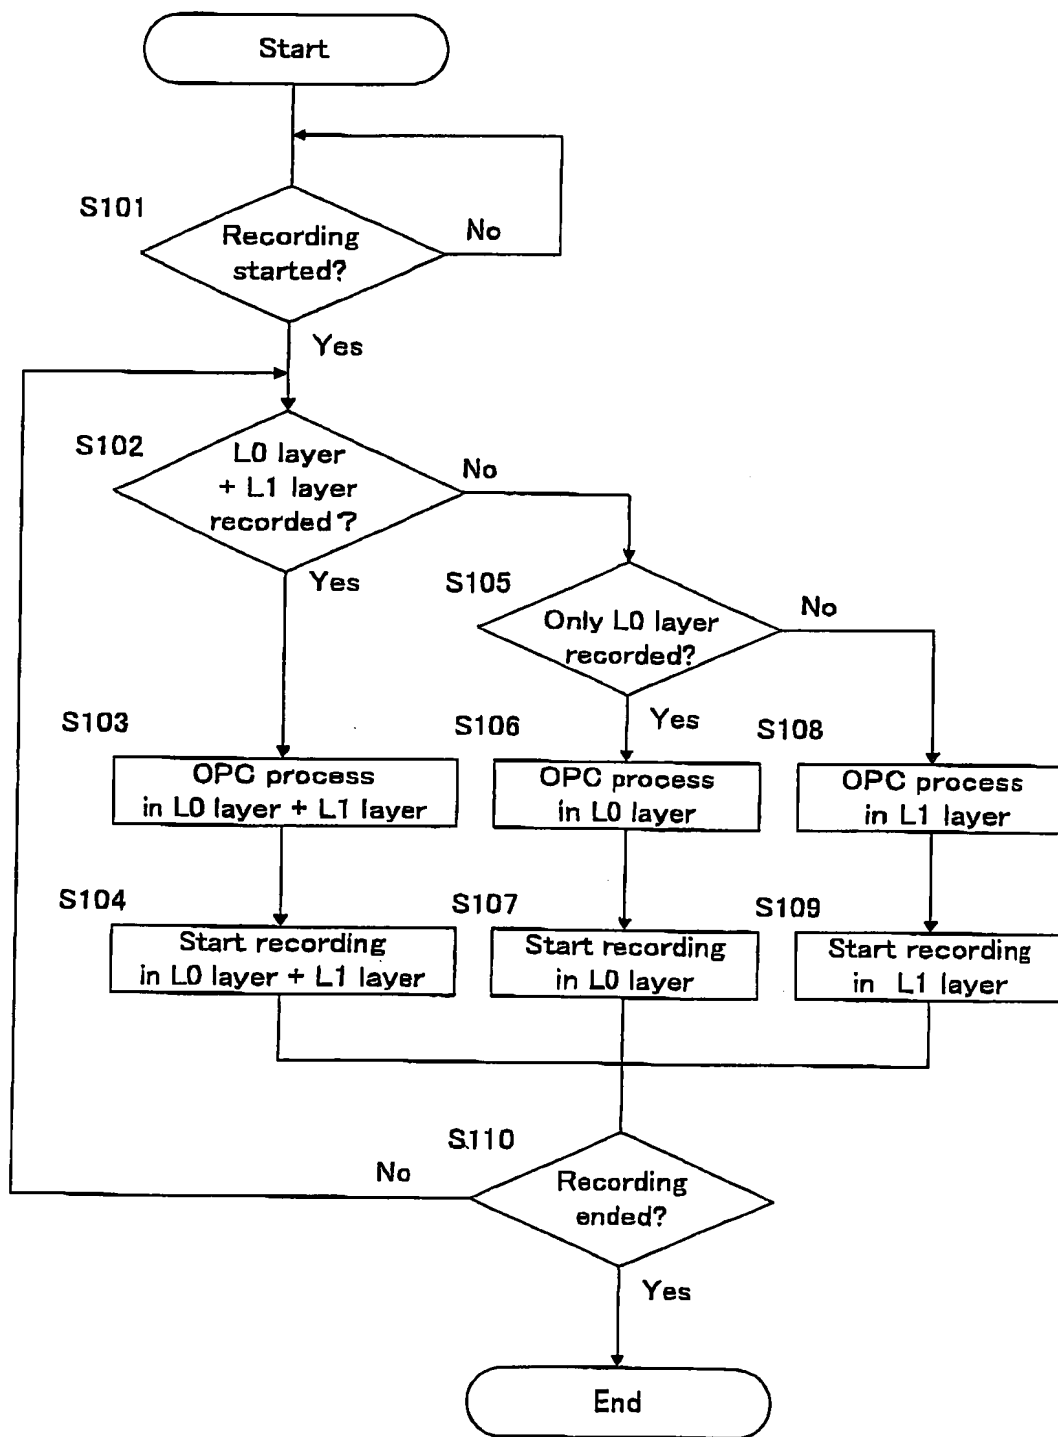 Start
S101
Recording
started?
No
Yes
S102
L0 layer
+ L1 layer
recorded?
No
Yes
S105
Only L0 layer
recorded?
No
Yes
S103
OPC process
in L0 layer + L1 layer
S106
OPC process
in L0 layer
S108
OPC process
in L1 layer
S104
Start recording
in L0 layer + L1 layer
S107
Start recording
in L0 layer
S109
Start recording
in L1 layer
S110
Recording
ended?
No
Yes
End